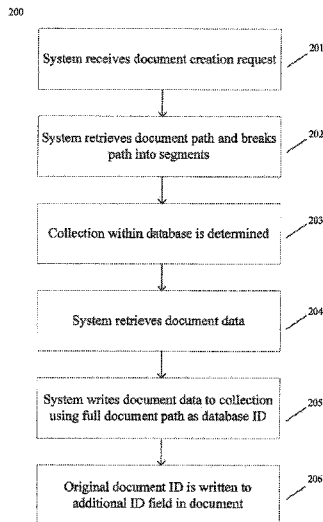 200
System receives document creation request
201
System retrieves document path and breaks
path into segments
202
Collection within database is determined
203
System retrieves document data
204
System writes document data to collection
using full document path as database ID
205
Original document ID is written to
additional ID field in document
206